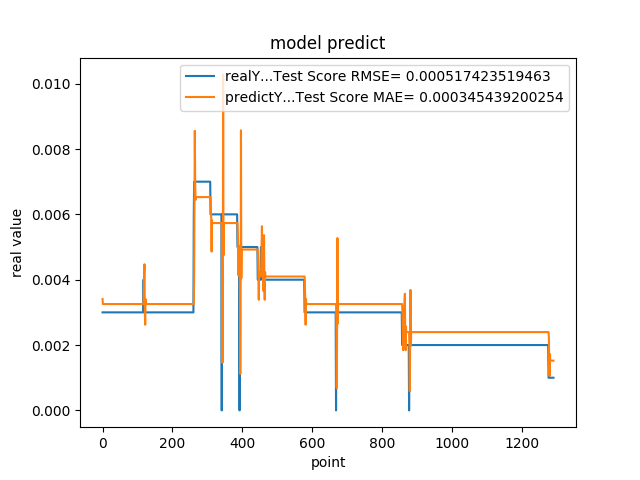 model predict
realY...Test Score RMSE= 0.000517423519463
predictY...Test Score MAE= 0.000345439200254
real value
0.010
0.008
0.006
0.004
0.002
0.000
0
200
400
600
800
1000
1200
point